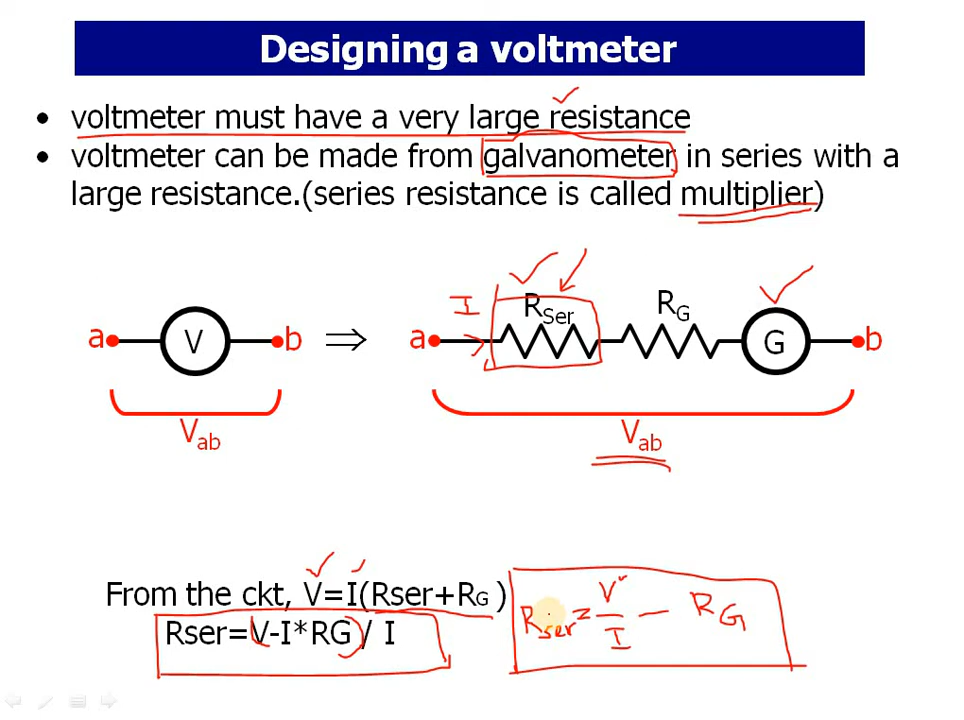 Designing a voltmeter
• voltmeter must have a very large resistance
• voltmeter can be made from galvanometer in series with a
large resistance.(series resistance is called multiplier)
I
RSer
RG
a
V
b
⇒
a
G
b
Vab
Vab
From the ckt, V=I(Rser+RG )
Rser=V-I*RG / I
Rser = V/I - RG